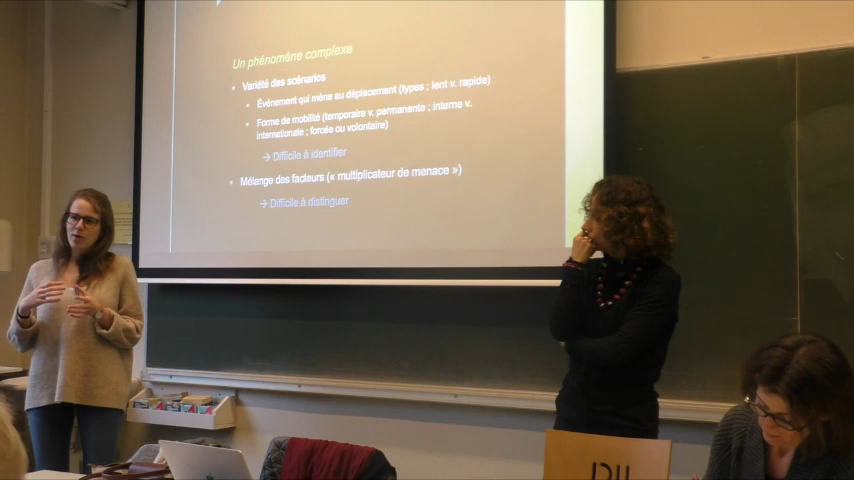 Un phénomène complexe
• Variété des scénarios
• Événement qui mène au déplacement (types ; lent v. rapide)
• Forme de mobilité (temporaire v. permanente ; interne v.
internationale ; forcée ou volontaire)
→ Difficile à identifier
• Mélange des facteurs (« multiplicateur de menace »)
→ Difficile à distinguer